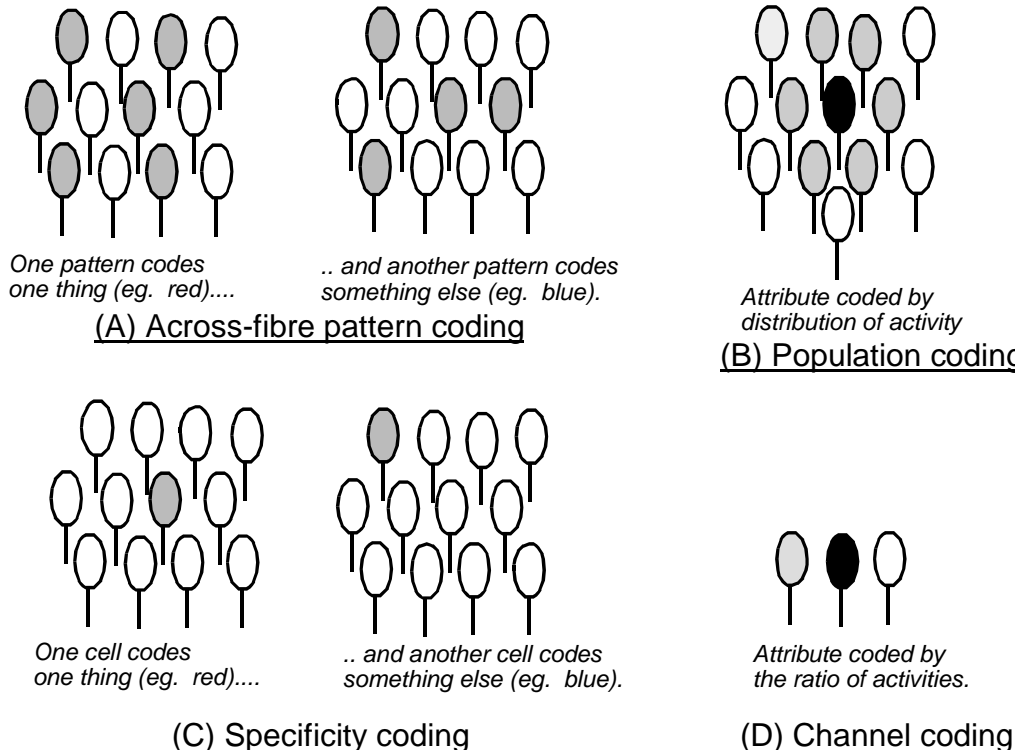 One pattern codes
one thing (eg. red)....
.. and another pattern codes
something else (eg. blue).
(A) Across-fibre pattern coding
Attribute coded by
distribution of activity
(B) Population coding
One cell codes
one thing (eg. red)....
.. and another cell codes
something else (eg. blue).
(C) Specificity coding
Attribute coded by
the ratio of activities.
(D) Channel coding